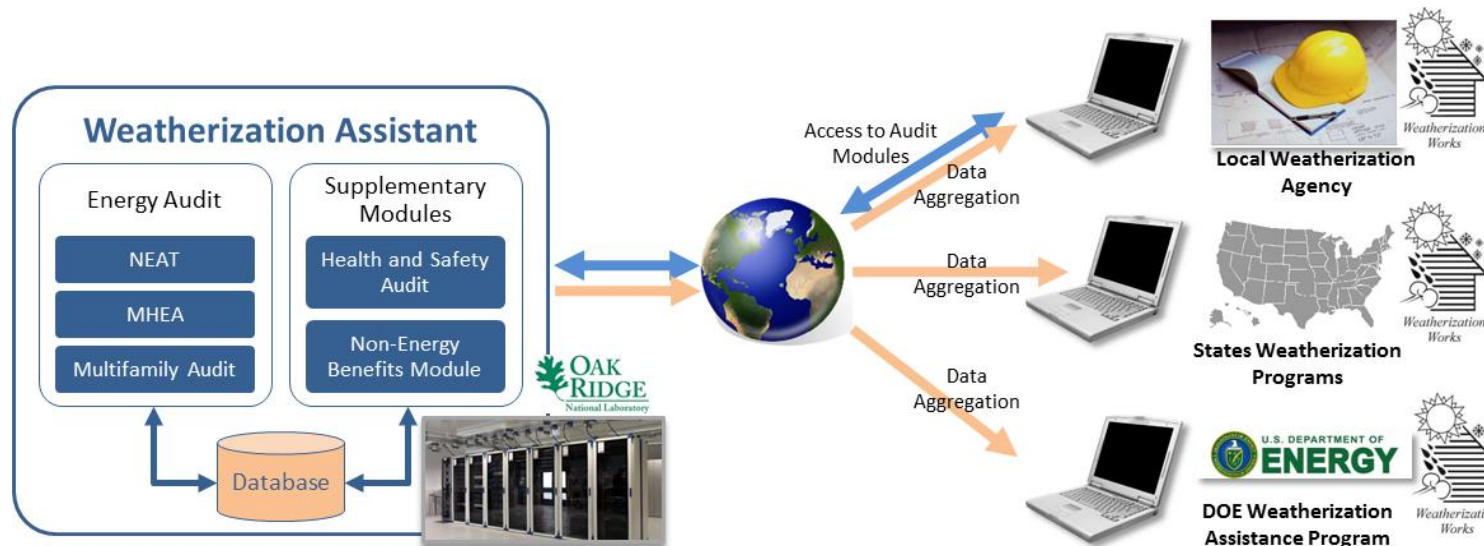 Weatherization Assistant
Energy Audit
NEAT
MHEA
Multifamily Audit
Supplementary
Modules
Health and Safety
Audit
Non-Energy
Benefits Module
Database
OAK
RIDGE
National Laboratory
Access to Audit
Modules
Data
Aggregation
Data
Aggregation
Data
Aggregation
Local Weatherization
Agency
Weatherization
Works
States Weatherization
Programs
Weatherization
Works
U.S. DEPARTMENT OF
ENERGY
DOE Weatherization
Assistance Program
Weatherizati
Works